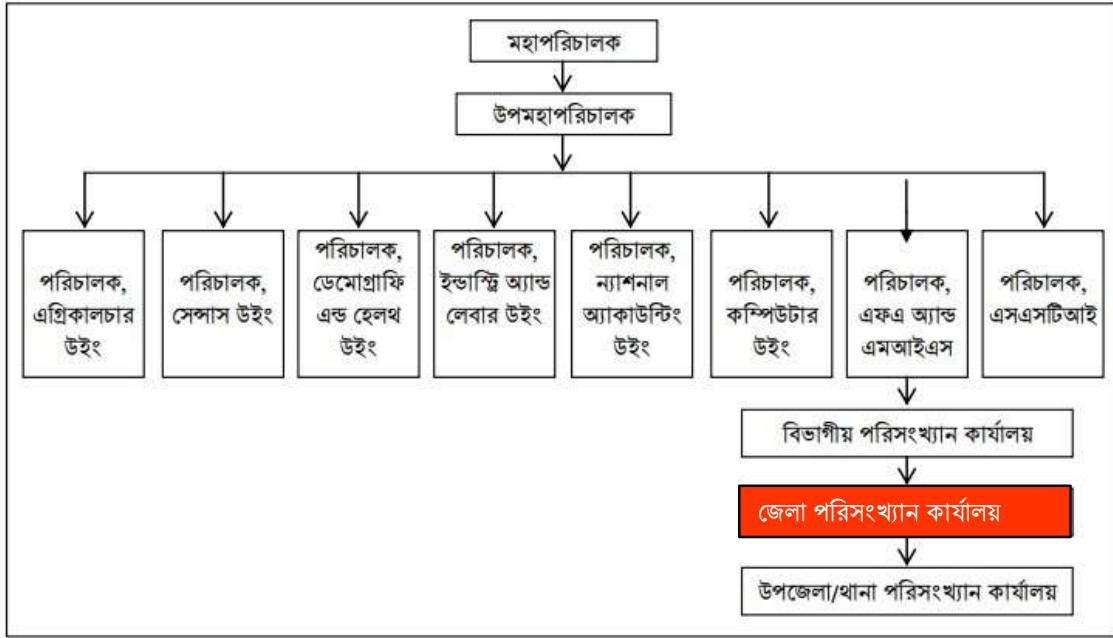 মহাপরিচালক
উপমহাপরিচালক
পরিচালক,
এগ্রিকালচার
উইং
পরিচালক,
সেন্সাস উইং
পরিচালক,
ডেমোগ্রাফি
এন্ড হেলথ
উইং
পরিচালক,
ইন্ডাস্ট্রি অ্যান্ড
লেবার উইং
পরিচালক,
ন্যাশনাল
অ্যাকাউন্টিং
উইং
পরিচালক,
কম্পিউটার
উইং
পরিচালক,
এফএ অ্যান্ড
এমআইএস
পরিচালক,
এসএসটিআই
বিভাগীয় পরিসংখ্যান কার্যালয়
জেলা পরিসংখ্যান কার্যালয়
উপজেলা/থানা পরিসংখ্যান কার্যালয়